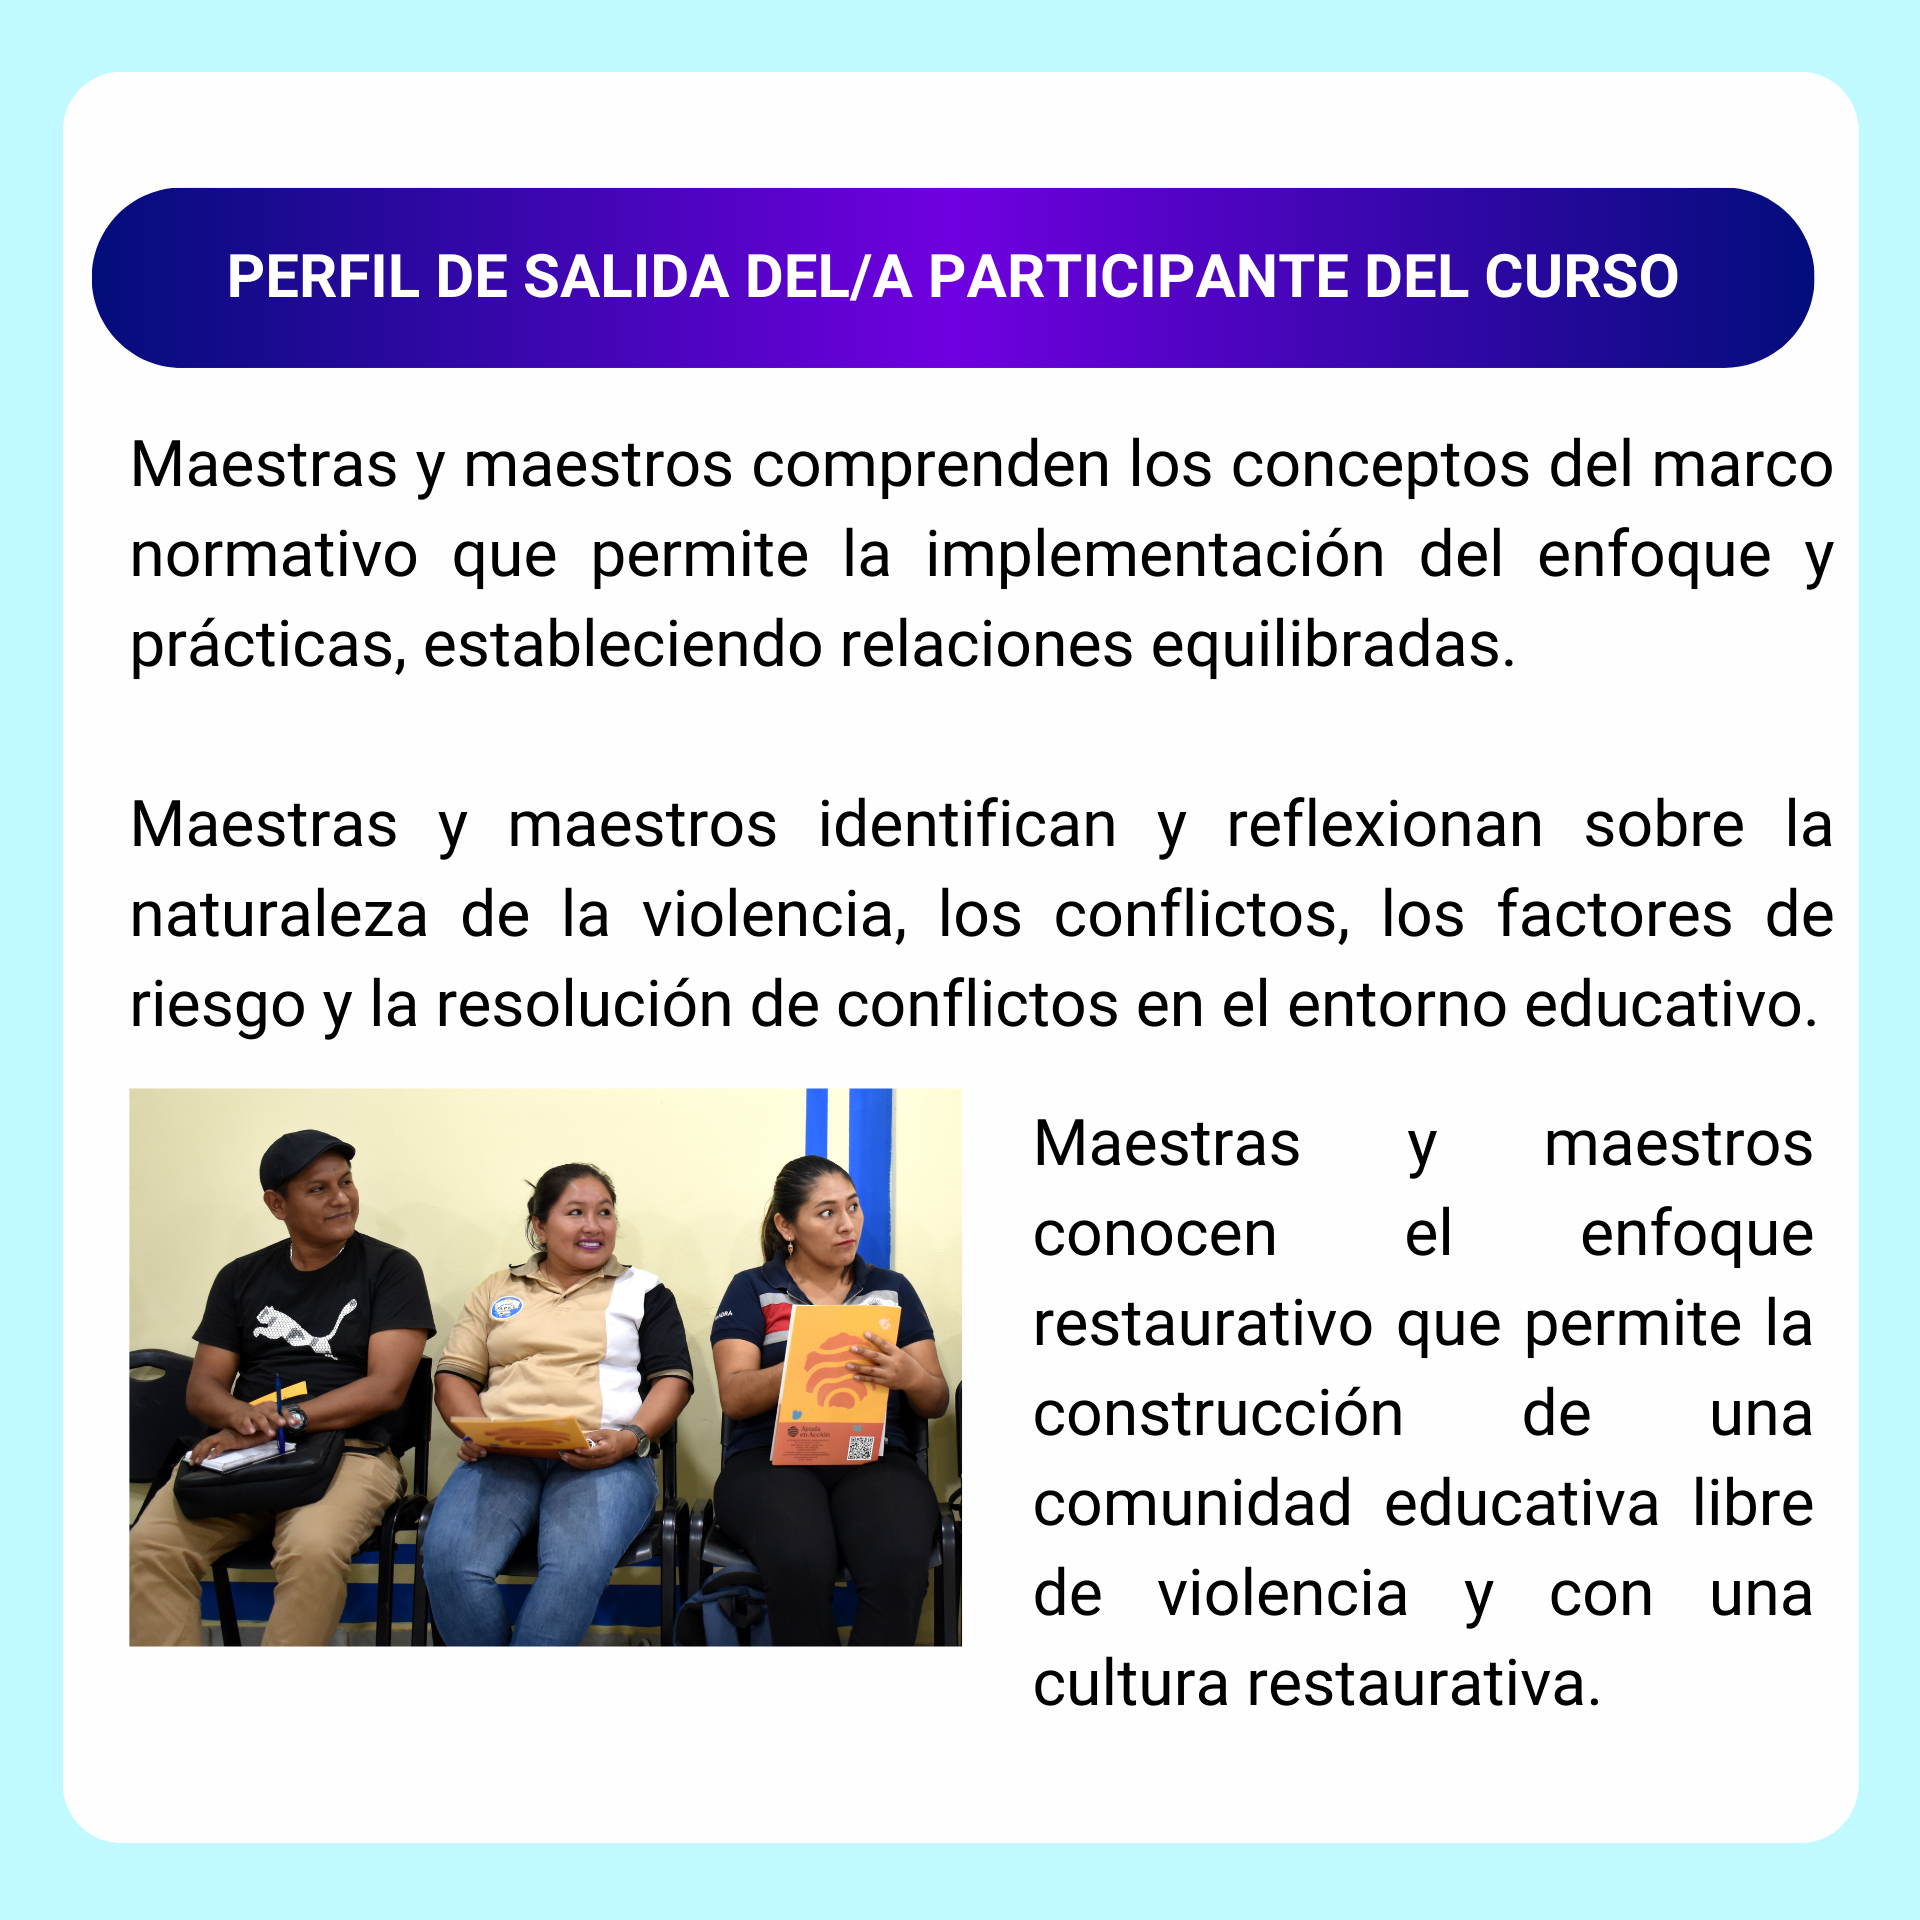 PERFIL DE SALIDA DEL/A PARTICIPANTE DEL CURSO
Maestras y maestros comprenden los conceptos del marco
normativo que permite la implementación del enfoque y
prácticas, estableciendo relaciones equilibradas.
Maestras y maestros identifican y reflexionan sobre la
naturaleza de la violencia, los conflictos, los factores de
riesgo y la resolución de conflictos en el entorno educativo.
Maestras y maestros
conocen el enfoque
restaurativo que permite la
construcción de una
comunidad educativa libre
de violencia y con una
cultura restaurativa.
Ayuda
en Acción